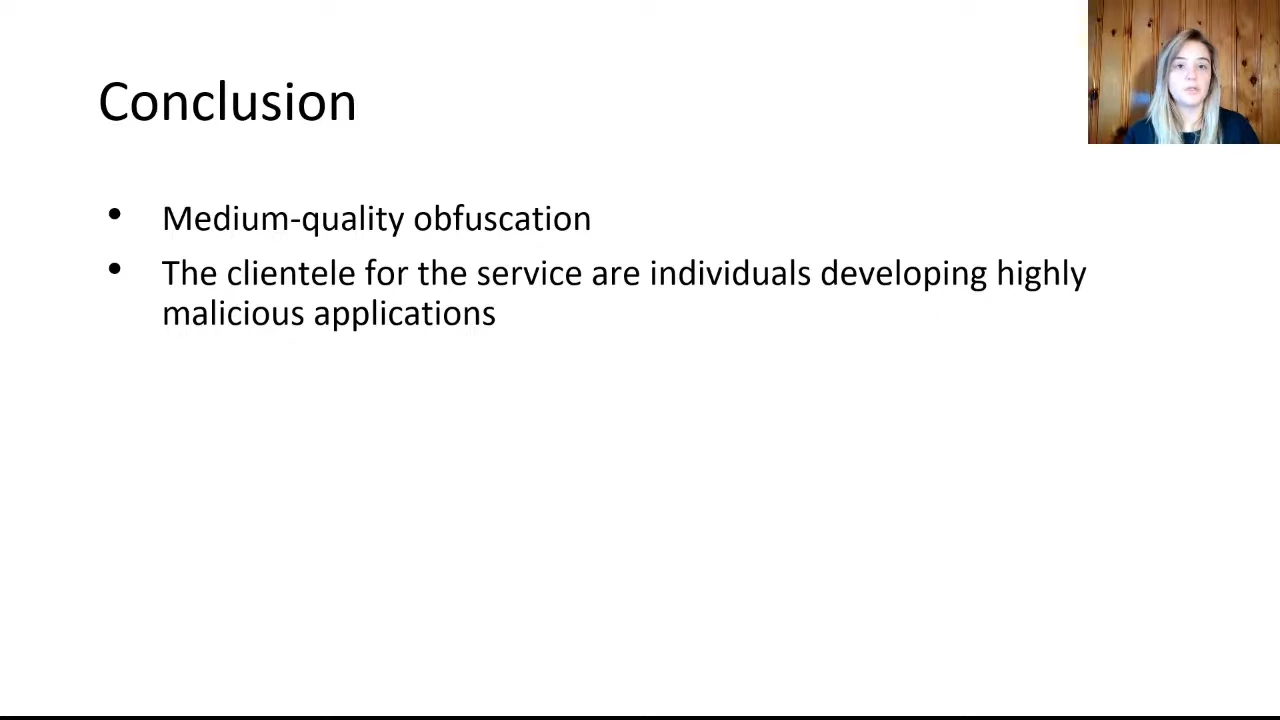 Conclusion
• Medium-quality obfuscation
• The clientele for the service are individuals developing highly
malicious applications